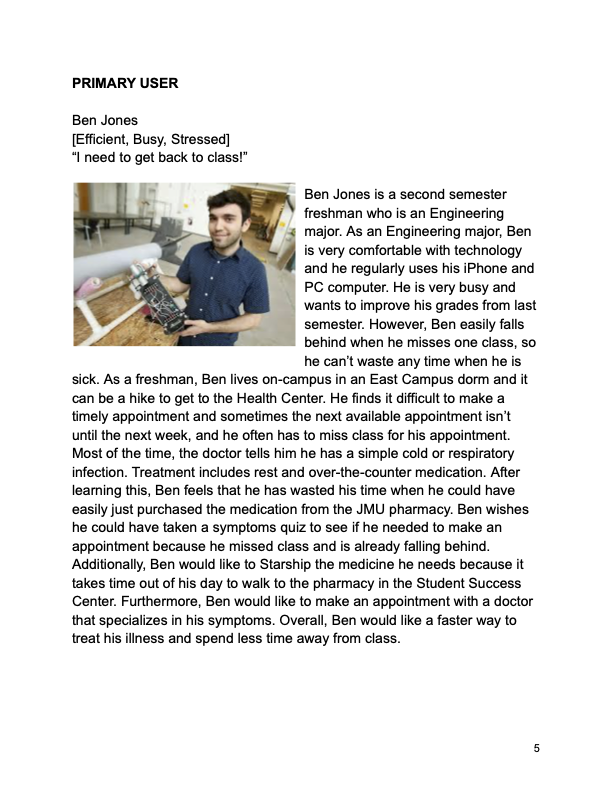 PRIMARY USER
Ben Jones
[Efficient, Busy, Stressed]
“I need to get back to class!”
Ben Jones is a second semester
freshman who is an Engineering
major. As an Engineering major, Ben
is very comfortable with technology
and he regularly uses his iPhone and
PC computer. He is very busy and
wants to improve his grades from last
semester. However, Ben easily falls
behind when he misses one class, so
he can’t waste any time when he is
sick. As a freshman, Ben lives on-campus in an East Campus dorm and it
can be a hike to get to the Health Center. He finds it difficult to make a
timely appointment and sometimes the next available appointment isn’t
until the next week, and he often has to miss class for his appointment.
Most of the time, the doctor tells him he has a simple cold or respiratory
infection. Treatment includes rest and over-the-counter medication. After
learning this, Ben feels that he has wasted his time when he could have
easily just purchased the medication from the JMU pharmacy. Ben wishes
he could have taken a symptoms quiz to see if he needed to make an
appointment because he missed class and is already falling behind.
Additionally, Ben would like to Starship the medicine he needs because it
takes time out of his day to walk to the pharmacy in the Student Success
Center. Furthermore, Ben would like to make an appointment with a doctor
that specializes in his symptoms. Overall, Ben would like a faster way to
treat his illness and spend less time away from class.
5